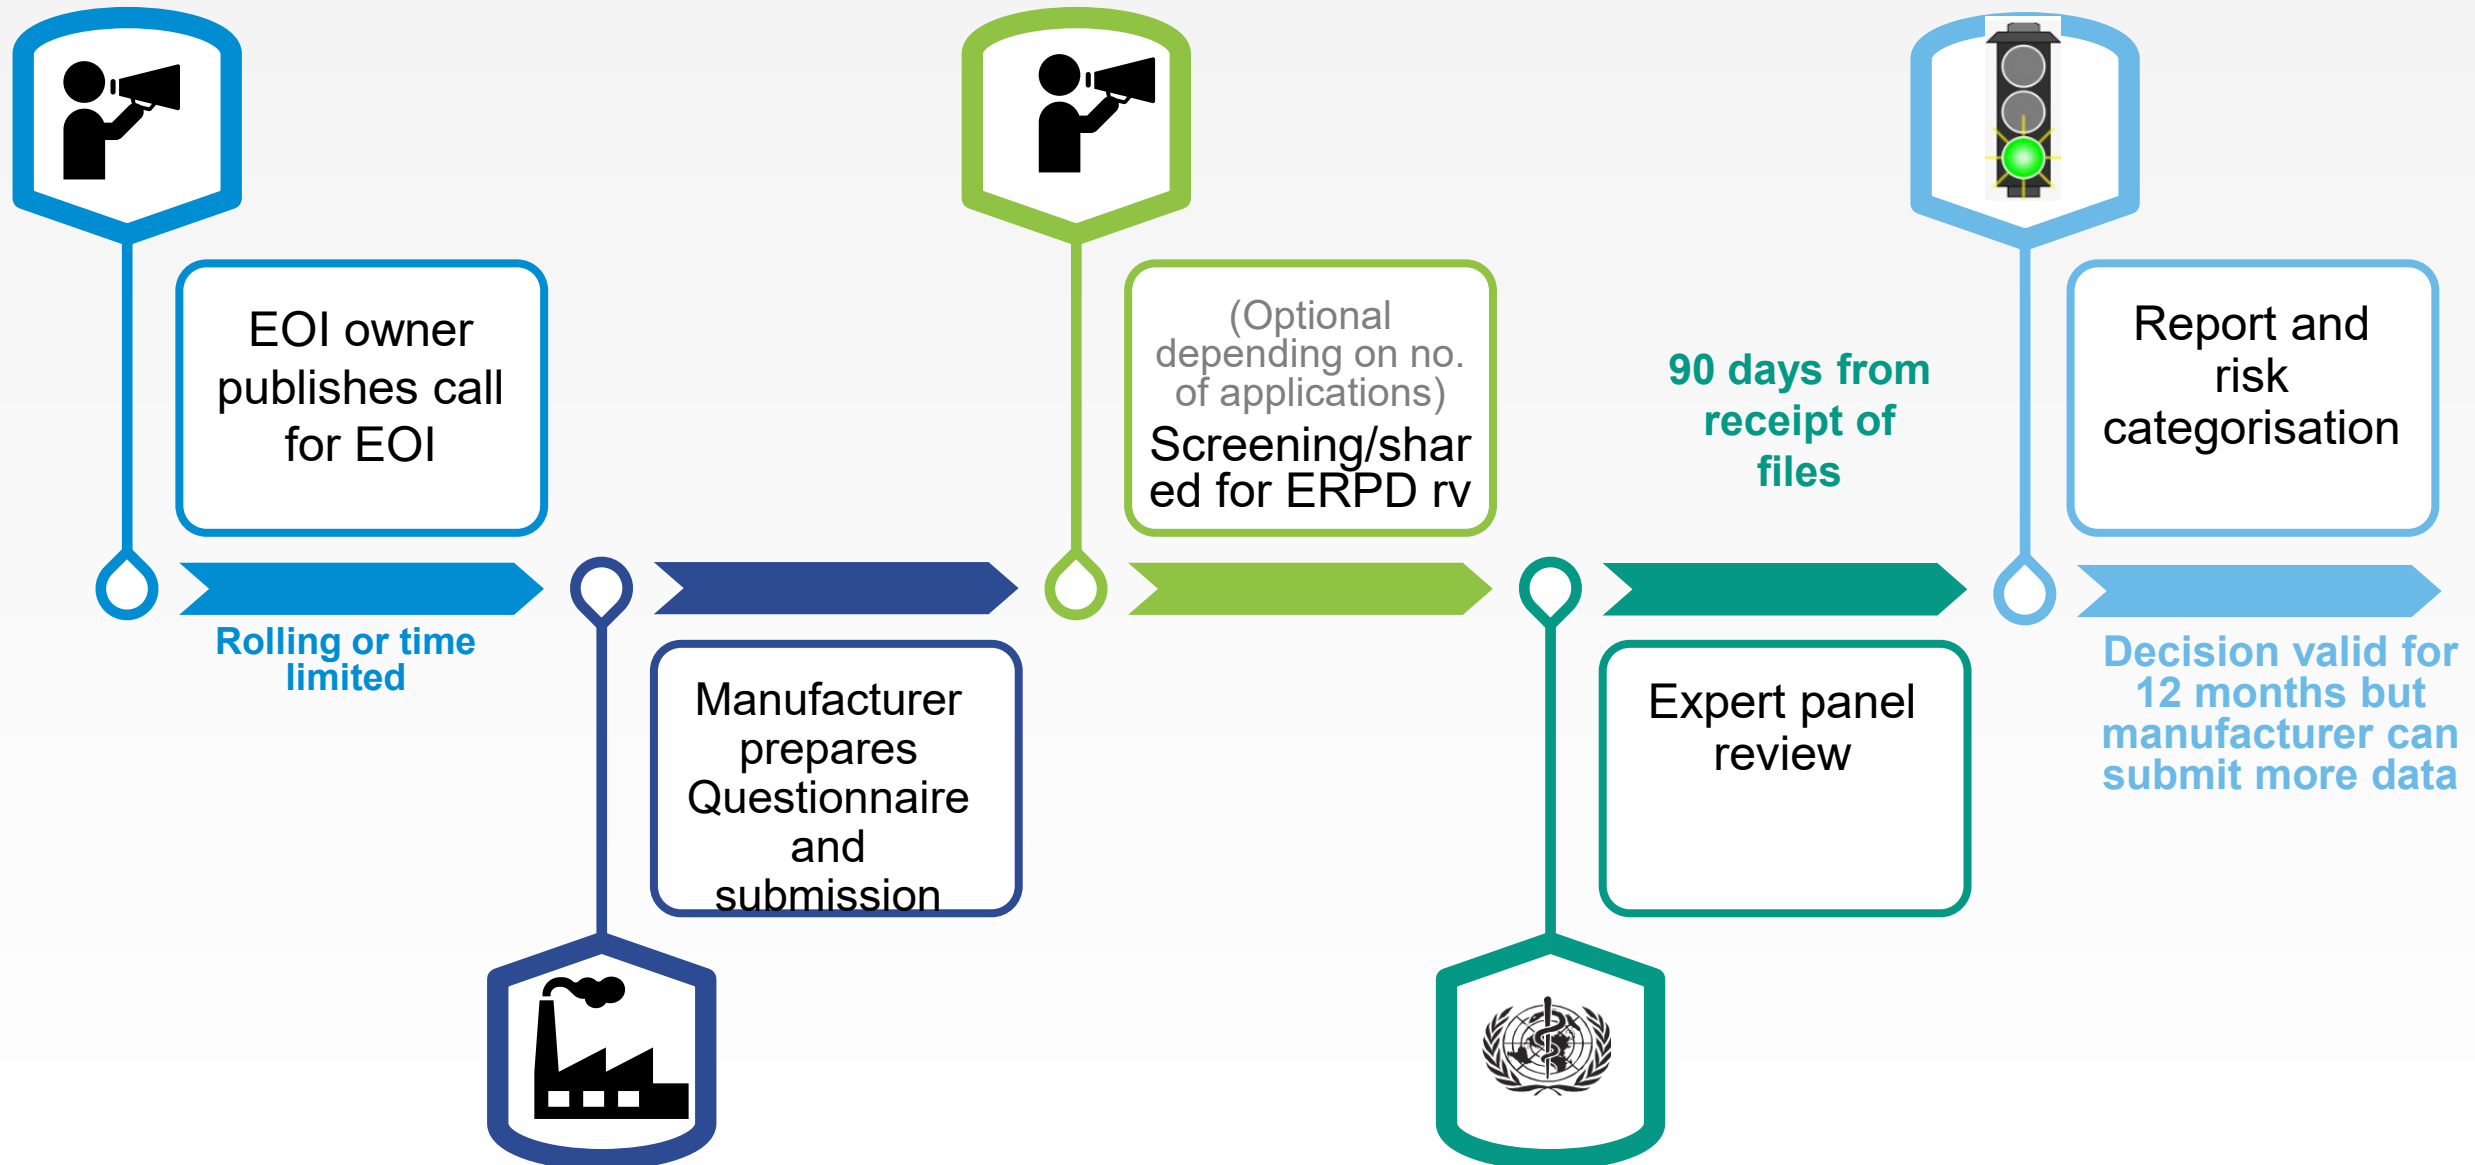 EOI owner
publishes call
for EOI
Rolling or time
limited
Manufacturer
prepares
Questionnaire
and
submission
(Optional
depending on no.
of applications)
Screening/shar
ed for ERPD rv
90 days from
receipt of
files
Expert panel
review
Report and
risk
categorisation
Decision valid for
12 months but
manufacturer can
submit more data